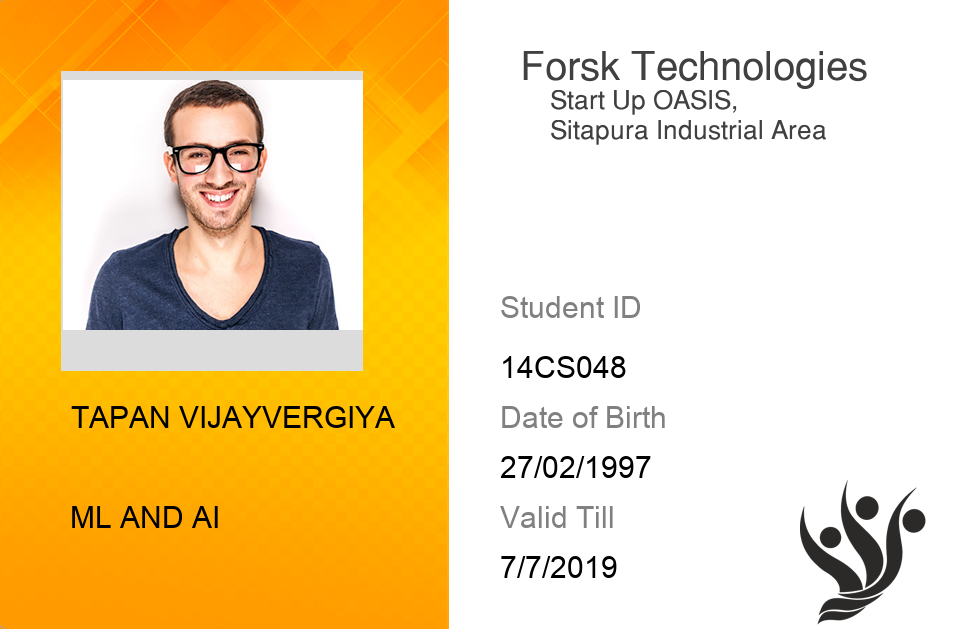 Forsk Technologies
Start Up OASIS,
Sitapura Industrial Area
TAPAN VIJAYVERGIYA
ML AND AI
Student ID
14CS048
Date of Birth
27/02/1997
Valid Till
7/7/2019